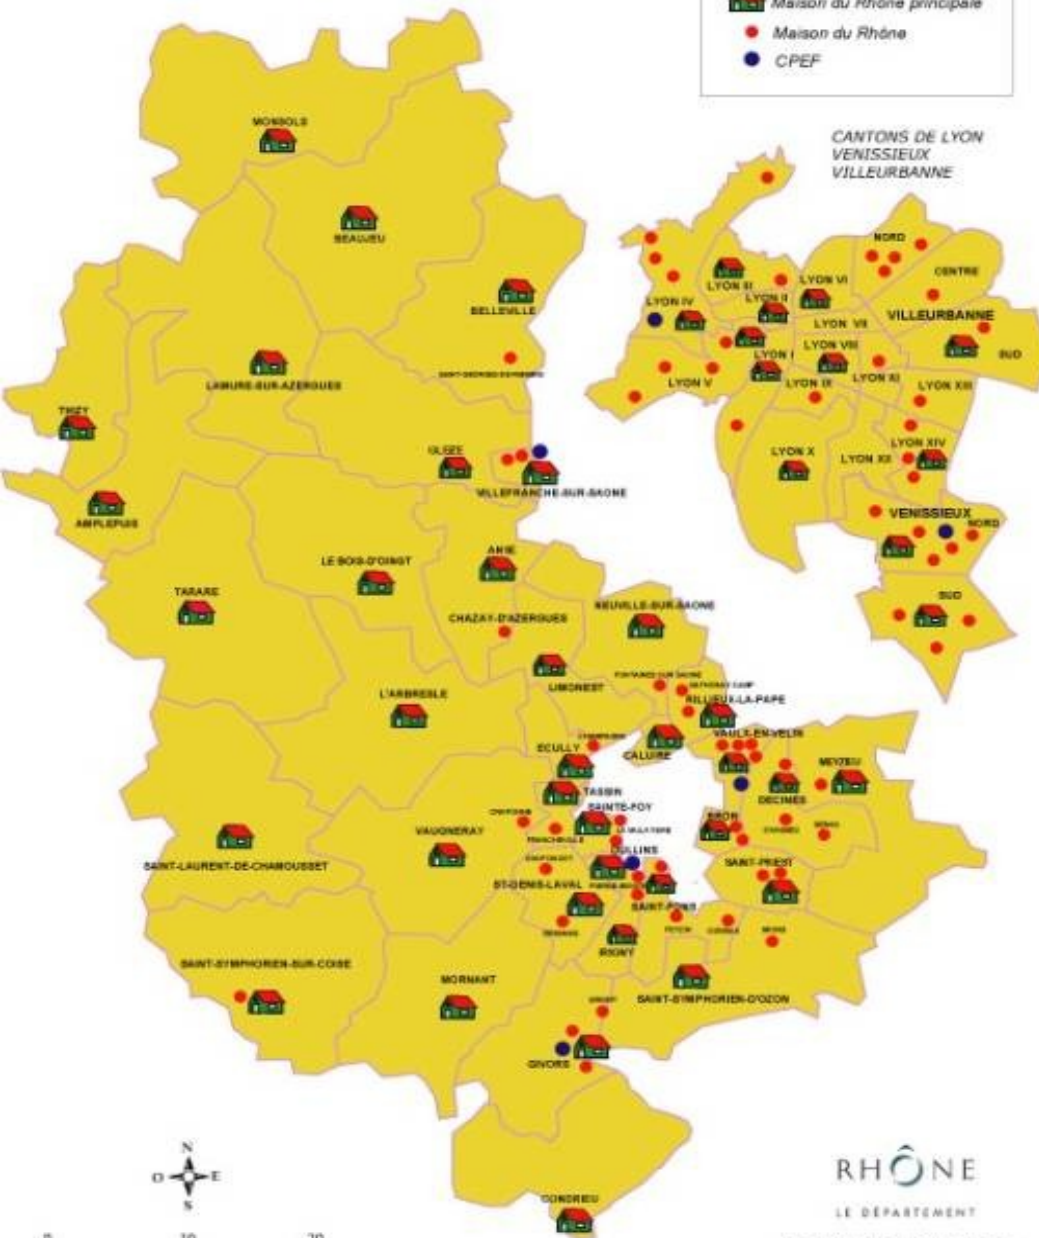 Maison du Rhône principale
Maison du Rhône
CPEF
CANTONS DE LYON
VENISSIEUX
VILLEURBANNE
MONSOLS
BEAUJEU
BELLEVILLE
LAMURE-SUR-AZERGUES
THIZY
GLEIZE
VILLEFRANCHE-SUR-SAONE
AMPLEPUIS
ANSE
LE BOIS-D'OINGT
TARARE
CHAZAY-D'AZERGUES
NEUVILLE-SUR-SAONE
LIMONEST
FONTAINES SUR SAONE
RILLIEUX-LA-PAPE
L'ARBRESLE
ECULLY
CALUIRE
VAULX-EN-VELIN
MEYZIEU
DECINES
TASSIN
SAINTE-FOY
BRON
VAUGNERAY
FRANCHEVILLE
OULLINS
SAINT-PRIEST
SAINT-LAURENT-DE-CHAMOUSSET
ST-GENIS-LAVAL
SAINT-FONS
IRIGNY
SAINT-SYMPHORIEN-SUR-COISE
MORNANT
SAINT-SYMPHORIEN-D'OZON
GIVORS
CONDRIEU
NORD
CENTRE
LYON III
LYON VI
LYON II
LYON IV
VILLEURBANNE
LYON VII
LYON VIII
SUD
LYON I
LYON V
LYON IX
LYON XI
LYON XIII
LYON XIV
LYON X
LYON XII
VENISSIEUX
NORD
SUD
N
O
E
S
RHÔNE
LE DÉPARTEMENT